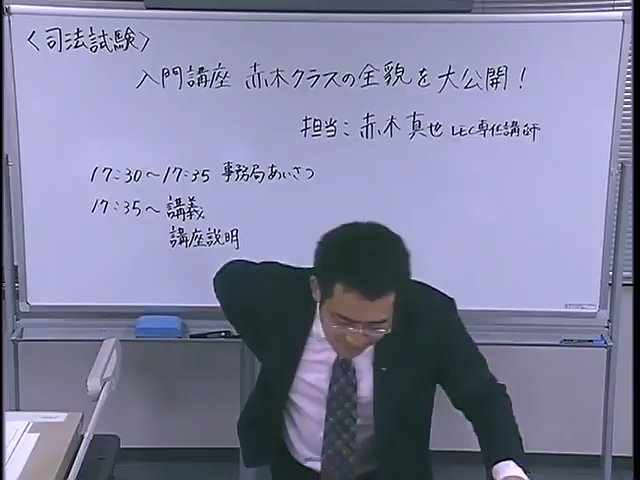 〈司法試験〉
入門講座 赤木クラスの全貌を大公開！
担当：赤木真也 LEC専任講師
17:30～17:35 事務局あいさつ
17:35～ 講義
講座説明